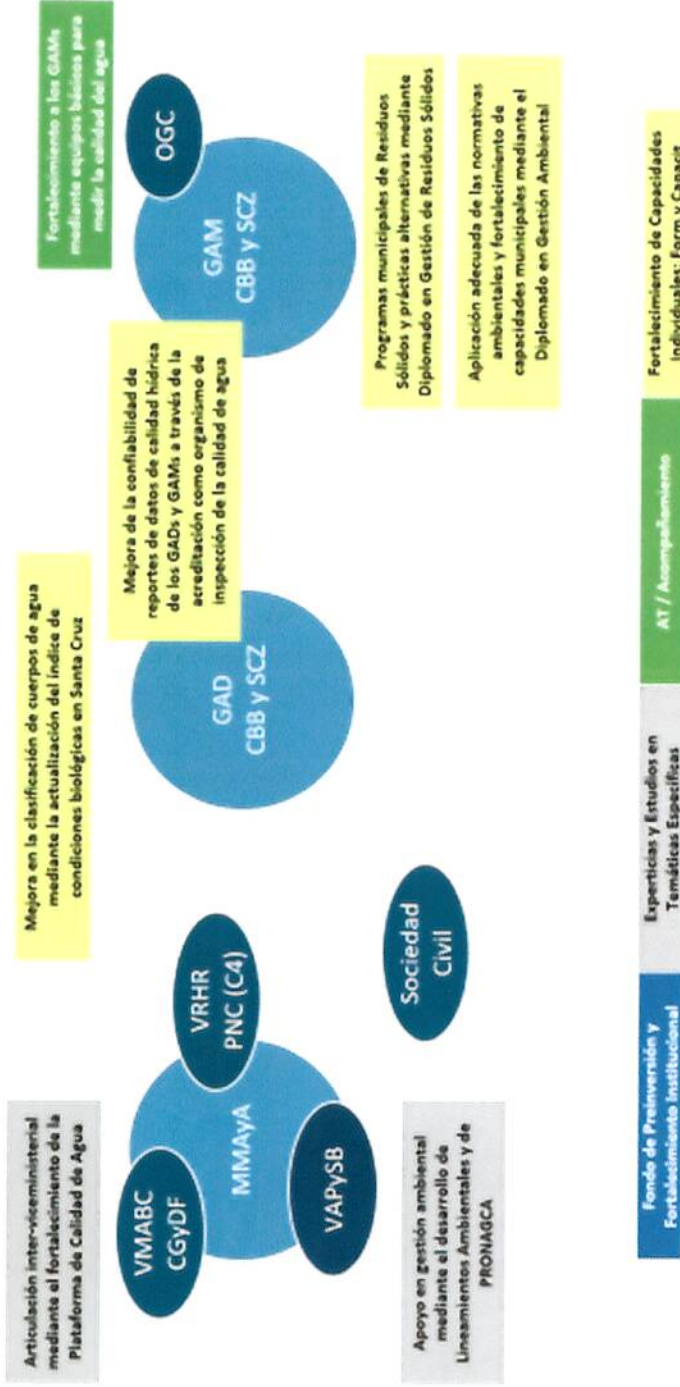 Articulación inter-viceministerial
mediante el fortalecimiento de la
Plataforma de Calidad de Agua
Mejora en la clasificación de cuerpos de agua
mediante la actualización del índice de
condiciones biológicas en Santa Cruz
Fortalecimiento a los GAMs
mediante equipos básicos para
medir la calidad del agua
Mejora de la confiabilidad de
reportes de datos de calidad hídrica
de los GADs y GAMs a través de la
acreditación como organismo de
inspección de la calidad de agua
VMABC
CGyDF
VRHR
PNC (C4)
MMAyA
VAPySB
Sociedad
Civil
GAD
CBB y SCZ
GAM
CBB y SCZ
OGC
Apoyo en gestión ambiental
mediante el desarrollo de
Lineamientos Ambientales y de
PRONAGCA
Programas municipales de Residuos
Sólidos y prácticas alternativas mediante
Diplomado en Gestión de Residuos Sólidos
Aplicación adecuada de las normativas
ambientales y fortalecimiento de
capacidades municipales mediante el
Diplomado en Gestión Ambiental
Fondo de Preinversión y
Fortalecimiento Institucional
Experticias y Estudios en
Temáticas Específicas
AT / Acompañamiento
Fortalecimiento de Capacidades
Individuales: Form y Capacit